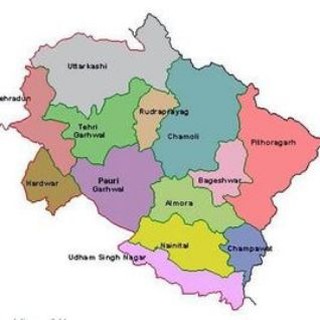 Uttarkashi
ehradun
Rudraprayag
Tehri
Garhwal
Chamoli
Pithoragarh
Hardwar
Pauri
Garhwal
Bageshwar
Almora
Nainital
Champawat
Udham Singh Nagar